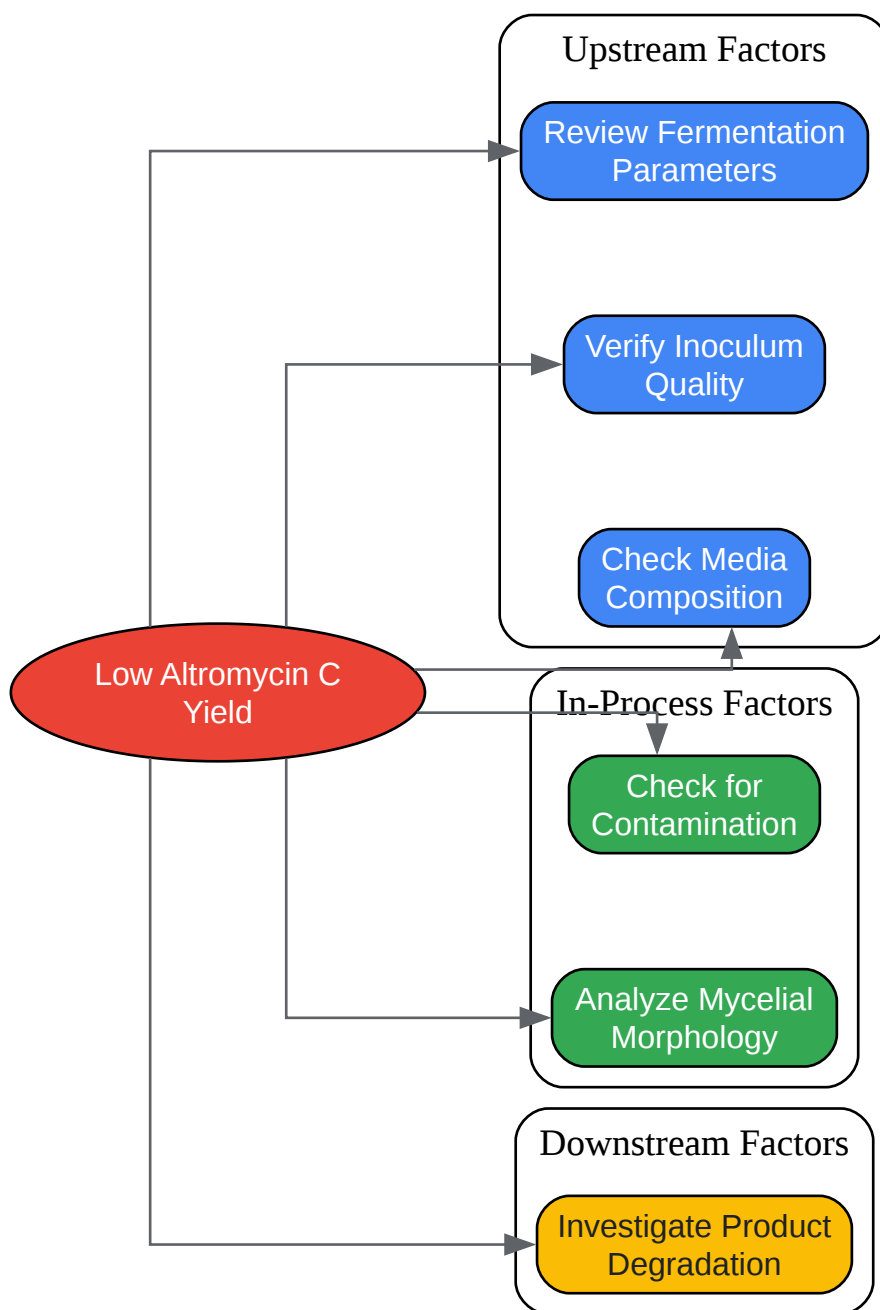 Upstream Factors
Review Fermentation
Parameters
Verify Inoculum
Quality
Check Media
Composition
Low Altromycin C
Yield
In-Process Factors
Check for
Contamination
Analyze Mycelial
Morphology
Downstream Factors
Investigate Product
Degradation